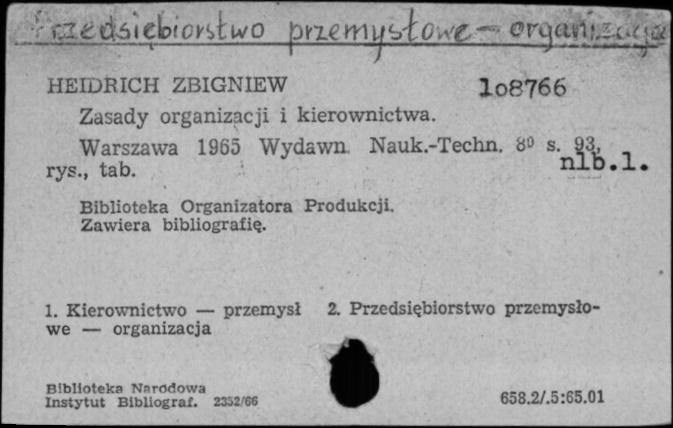 Przedsiębiorstwo przemysłowe - organizacja
HEIDRICH ZBIGNIEW 1o8766
Zasady organizacji i kierownictwa.
Warszawa 1965 Wydawn. Nauk.-Techn. 8⁰ s. 93,
nlb.1.
rys., tab.
Biblioteka Organizatora Produkcji.
Zawiera bibliografię.
1. Kierownictwo — przemysł 2. Przedsiębiorstwo przemysło-
we — organizacja
Biblioteka Narodowa
Instytut Bibliograf. 2352/66
658.2/.5:65.01